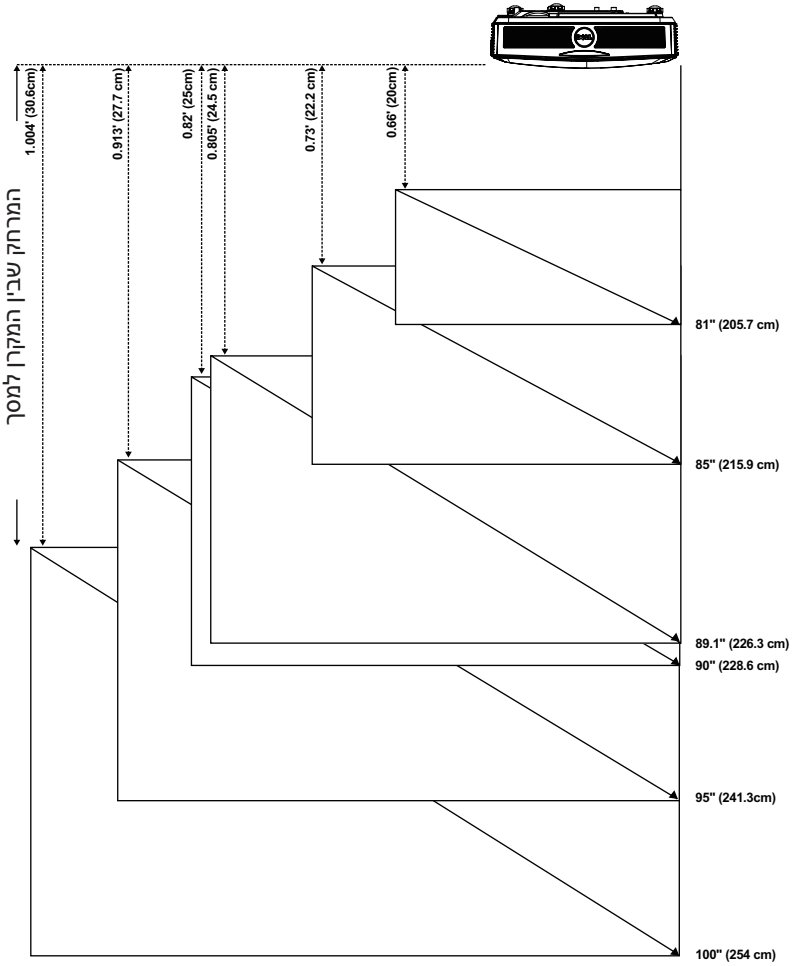 DELL
1.004' (30.6cm)
0.913' (27.7 cm)
0.82' (25cm)
0.805' (24.5 cm)
0.73' (22.2 cm)
0.66' (20cm)
המרחק שבין המקרן למסך
81" (205.7 cm)
85" (215.9 cm)
89.1" (226.3 cm)
90" (228.6 cm)
95" (241.3cm)
100" (254 cm)